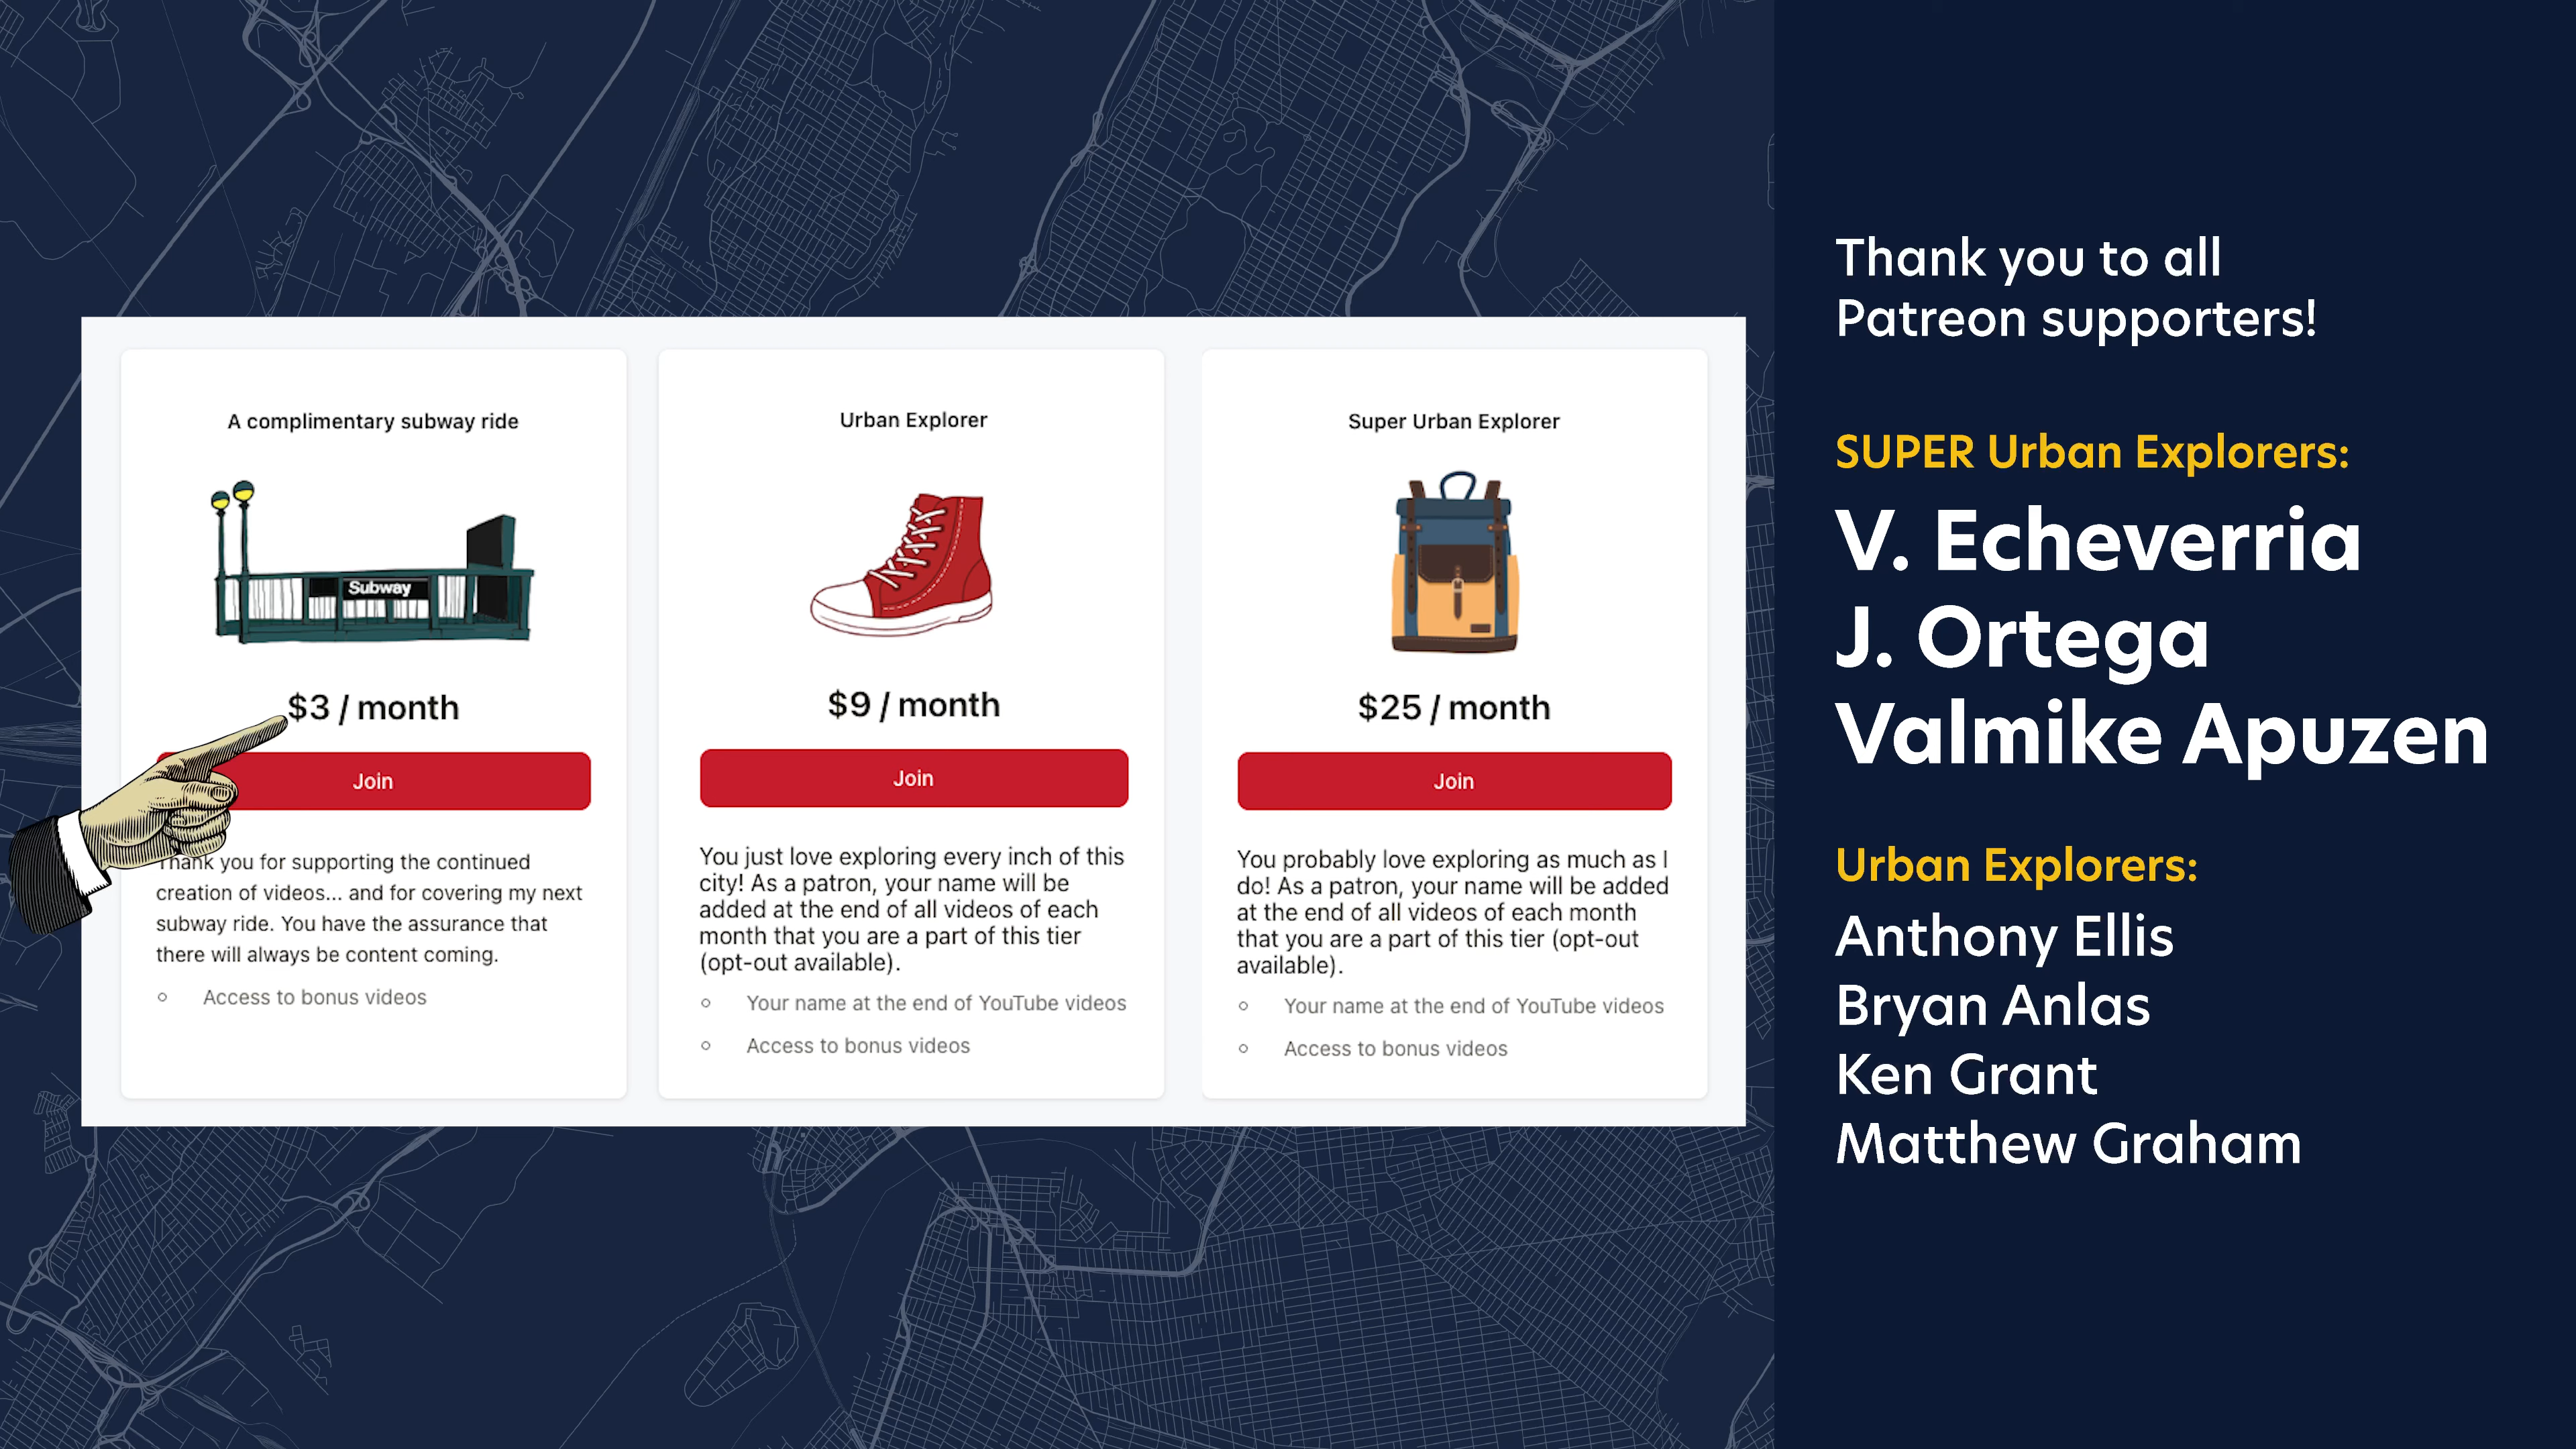 A complimentary subway ride
Subway
$3 / month
Join
Thank you for supporting the continued
creation of videos... and for covering my next
subway ride. You have the assurance that
there will always be content coming.
Access to bonus videos
Urban Explorer
$9 / month
Join
You just love exploring every inch of this
city! As a patron, your name will be
added at the end of all videos of each
month that you are a part of this tier
(opt-out available).
Your name at the end of YouTube videos
Access to bonus videos
Super Urban Explorer
$25 / month
Join
You probably love exploring as much as I
do! As a patron, your name will be added
at the end of all videos of each month
that you are a part of this tier (opt-out
available).
Your name at the end of YouTube videos
Access to bonus videos
Thank you to all
Patreon supporters!
SUPER Urban Explorers:
V. Echeverria
J. Ortega
Valmike Apuzen
Urban Explorers:
Anthony Ellis
Bryan Anlas
Ken Grant
Matthew Graham